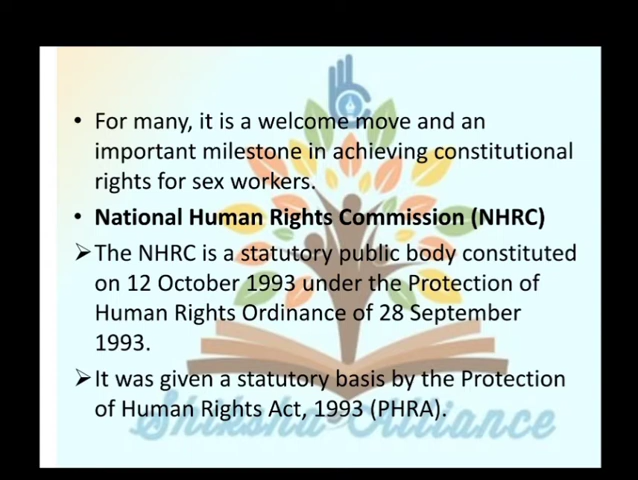 • For many, it is a welcome move and an
important milestone in achieving constitutional
rights for sex workers.
• National Human Rights Commission (NHRC)
➢The NHRC is a statutory public body constituted
on 12 October 1993 under the Protection of
Human Rights Ordinance of 28 September
1993.
➢It was given a statutory basis by the Protection
of Human Rights Act, 1993 (PHRA).
Shiksha Alliance